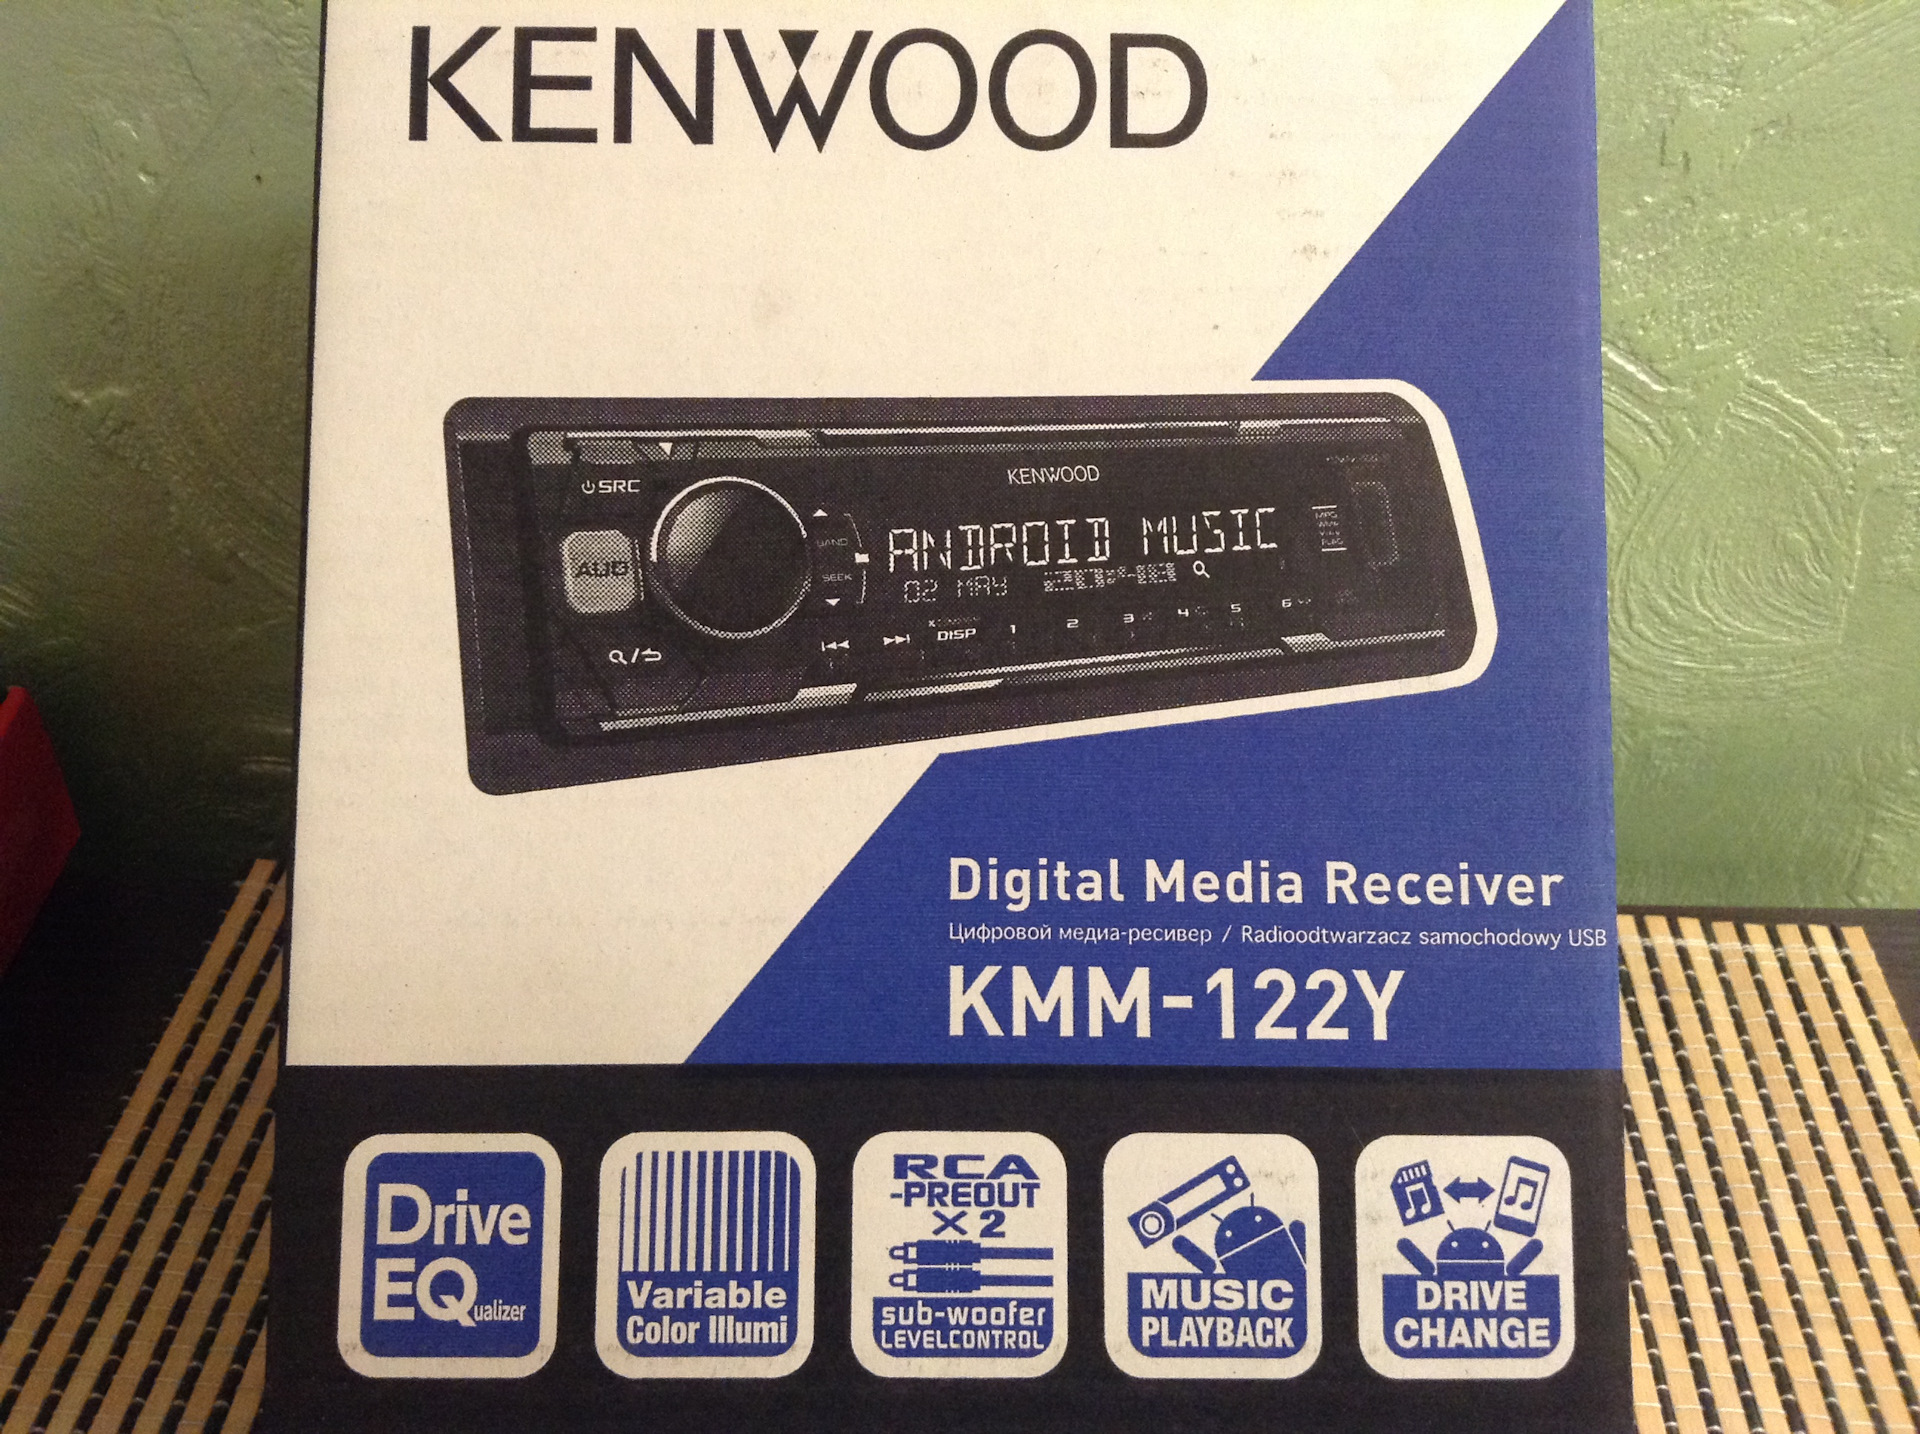 KENWOOD
SRC
KENWOOD
AUD
BAND
SEEK
ANDROID MUSIC
02 MAY
DISP 1 2 3 4 5 6
Digital Media Receiver
Цифровой медиа-ресивер / Radioodtwarzacz samochodowy USB
KMM-122Y
Drive
EQualizer
Variable
Color Illumi
RCA
-PREOUT
X 2
sub-woofer
LEVELCONTROL
MUSIC
PLAYBACK
DRIVE
CHANGE